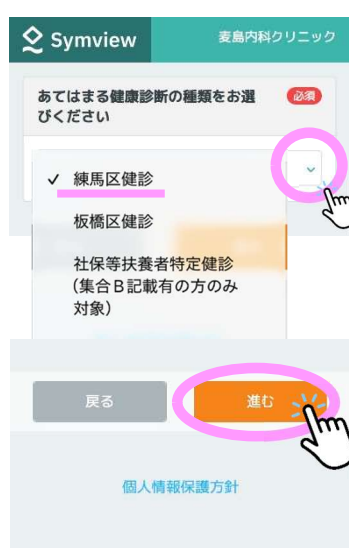 Symview
麦島内科クリニック
あてはまる健康診断の種類をお選
びください
必須
✓ 練馬区健診
板橋区健診
社保等扶養者特定健診
(集合B記載有の方のみ
対象)
戻る
進む
個人情報保護方針